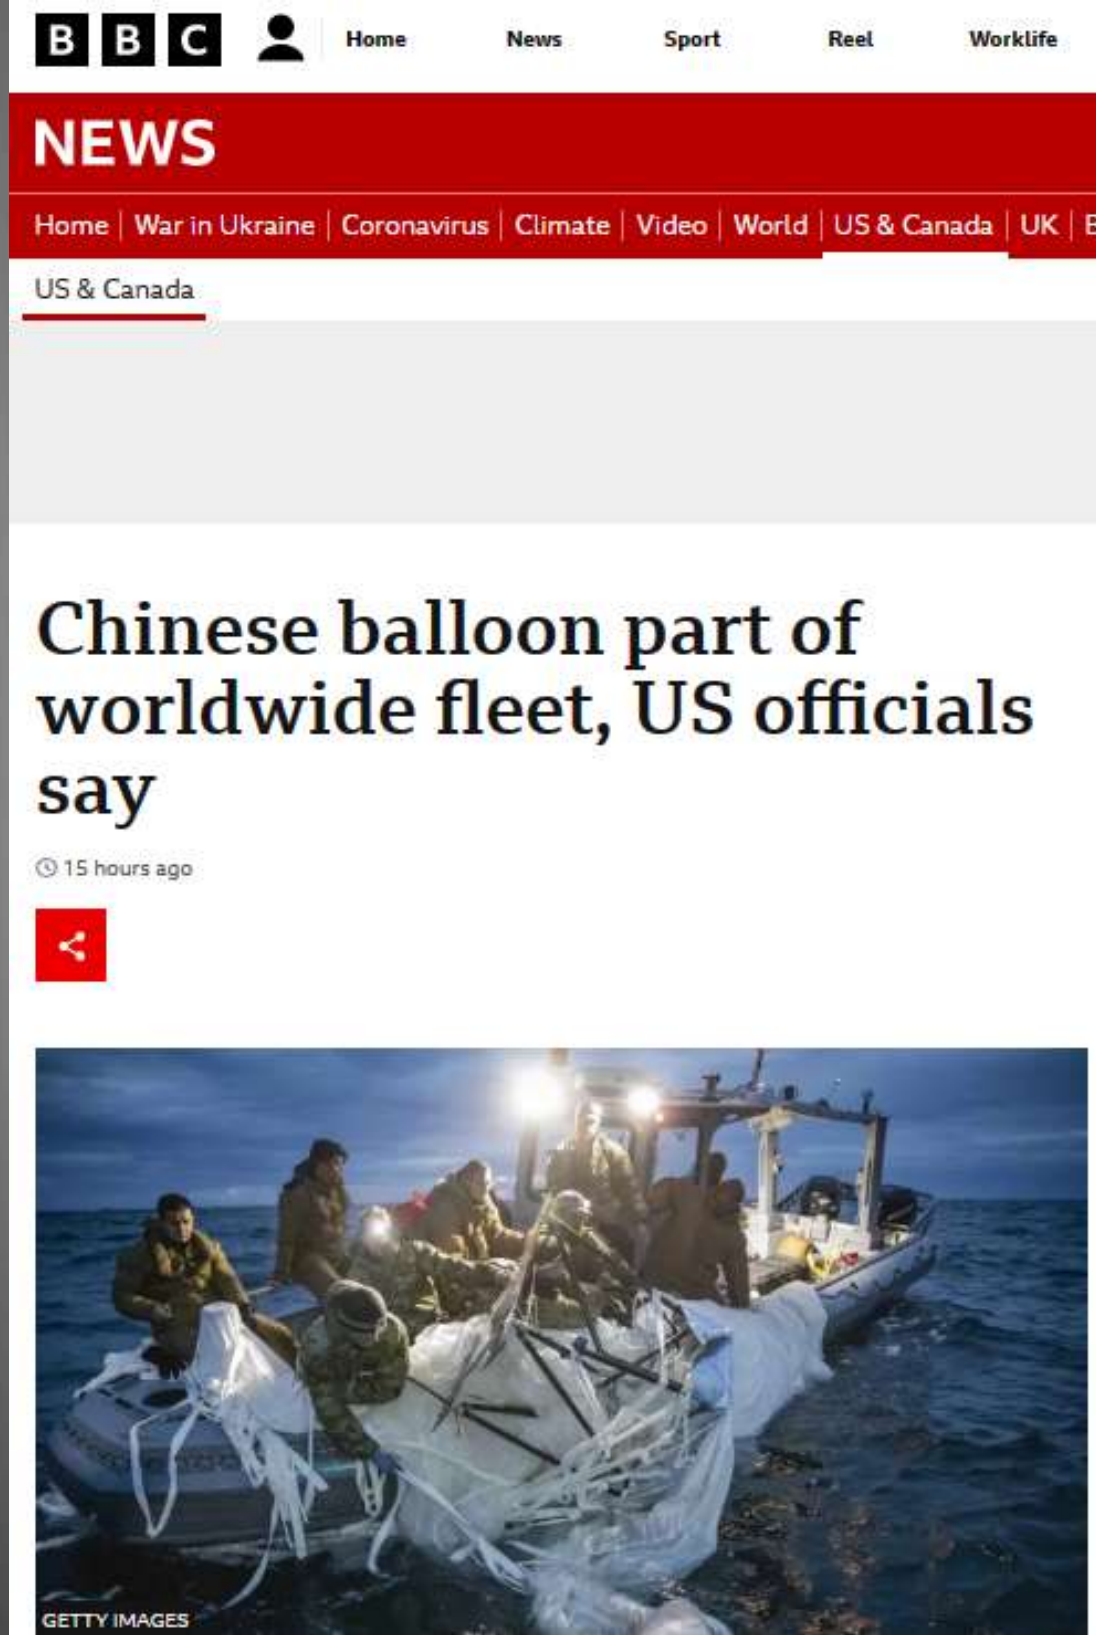 BBC
Home News Sport Reel Worklife
NEWS
Home War in Ukraine Coronavirus Climate Video World US & Canada UK
US & Canada
Chinese balloon part of
worldwide fleet, US officials
say
15 hours ago
GETTY IMAGES